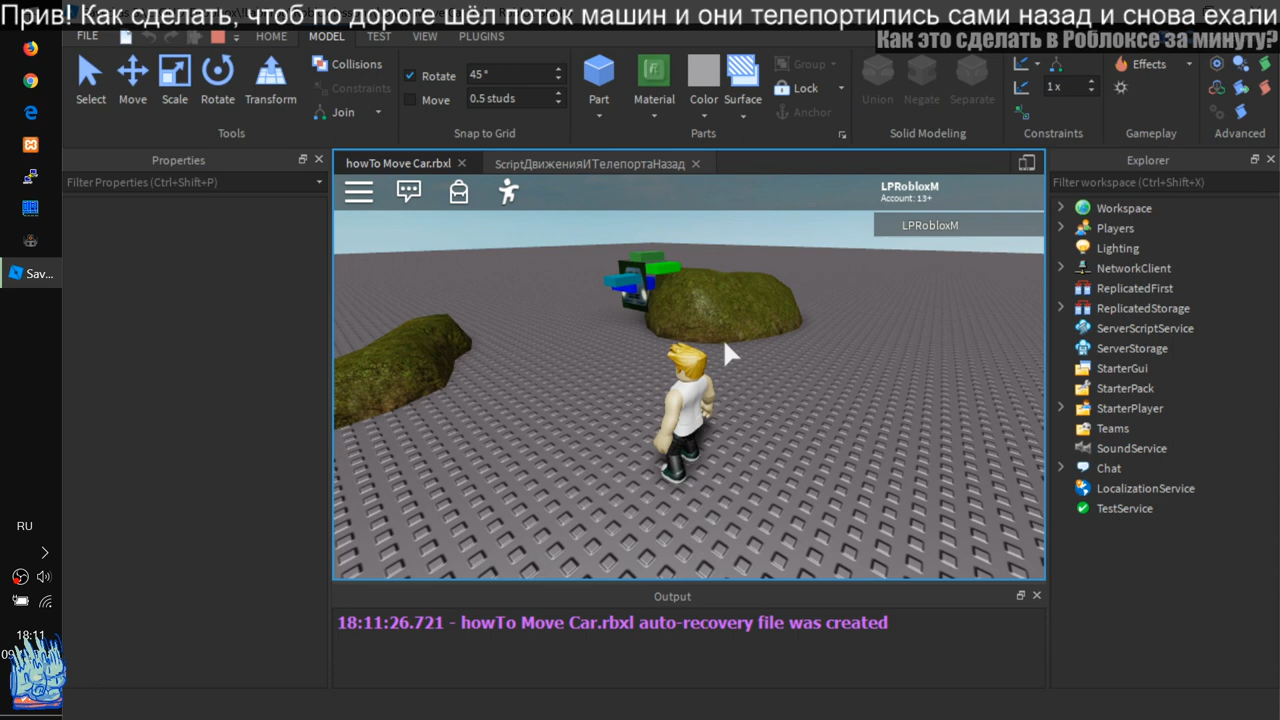 Прив! Как сделать, чтоб по дороге шёл поток машин и они телепортились сами назад и снова ехали
Как это сделать в Роблоксе за минуту?
FILE HOME MODEL TEST VIEW PLUGINS
Select Move Scale Rotate Transform
Collisions
Constraints
Join
Tools
Rotate 45°
Move 0.5 studs
Snap to Grid
Part Material Color Surface
Group
Lock
Anchor
Parts
Union Negate Separate
Solid Modeling
1 x
Constraints
Effects
Gameplay
Advanced
Properties
Filter Properties (Ctrl+Shift+P)
howTo Move Car.rbxl
ScriptДвиженияИТелепортаНазад
LPRobloxM
Account: 13+
LPRobloxM
Explorer
Filter workspace (Ctrl+Shift+X)
Workspace
Players
Lighting
NetworkClient
ReplicatedFirst
ReplicatedStorage
ServerScriptService
ServerStorage
StarterGui
StarterPack
StarterPlayer
Teams
SoundService
Chat
LocalizationService
TestService
Output
18:11:26.721 - howTo Move Car.rbxl auto-recovery file was created
Sav...
RU
18:11